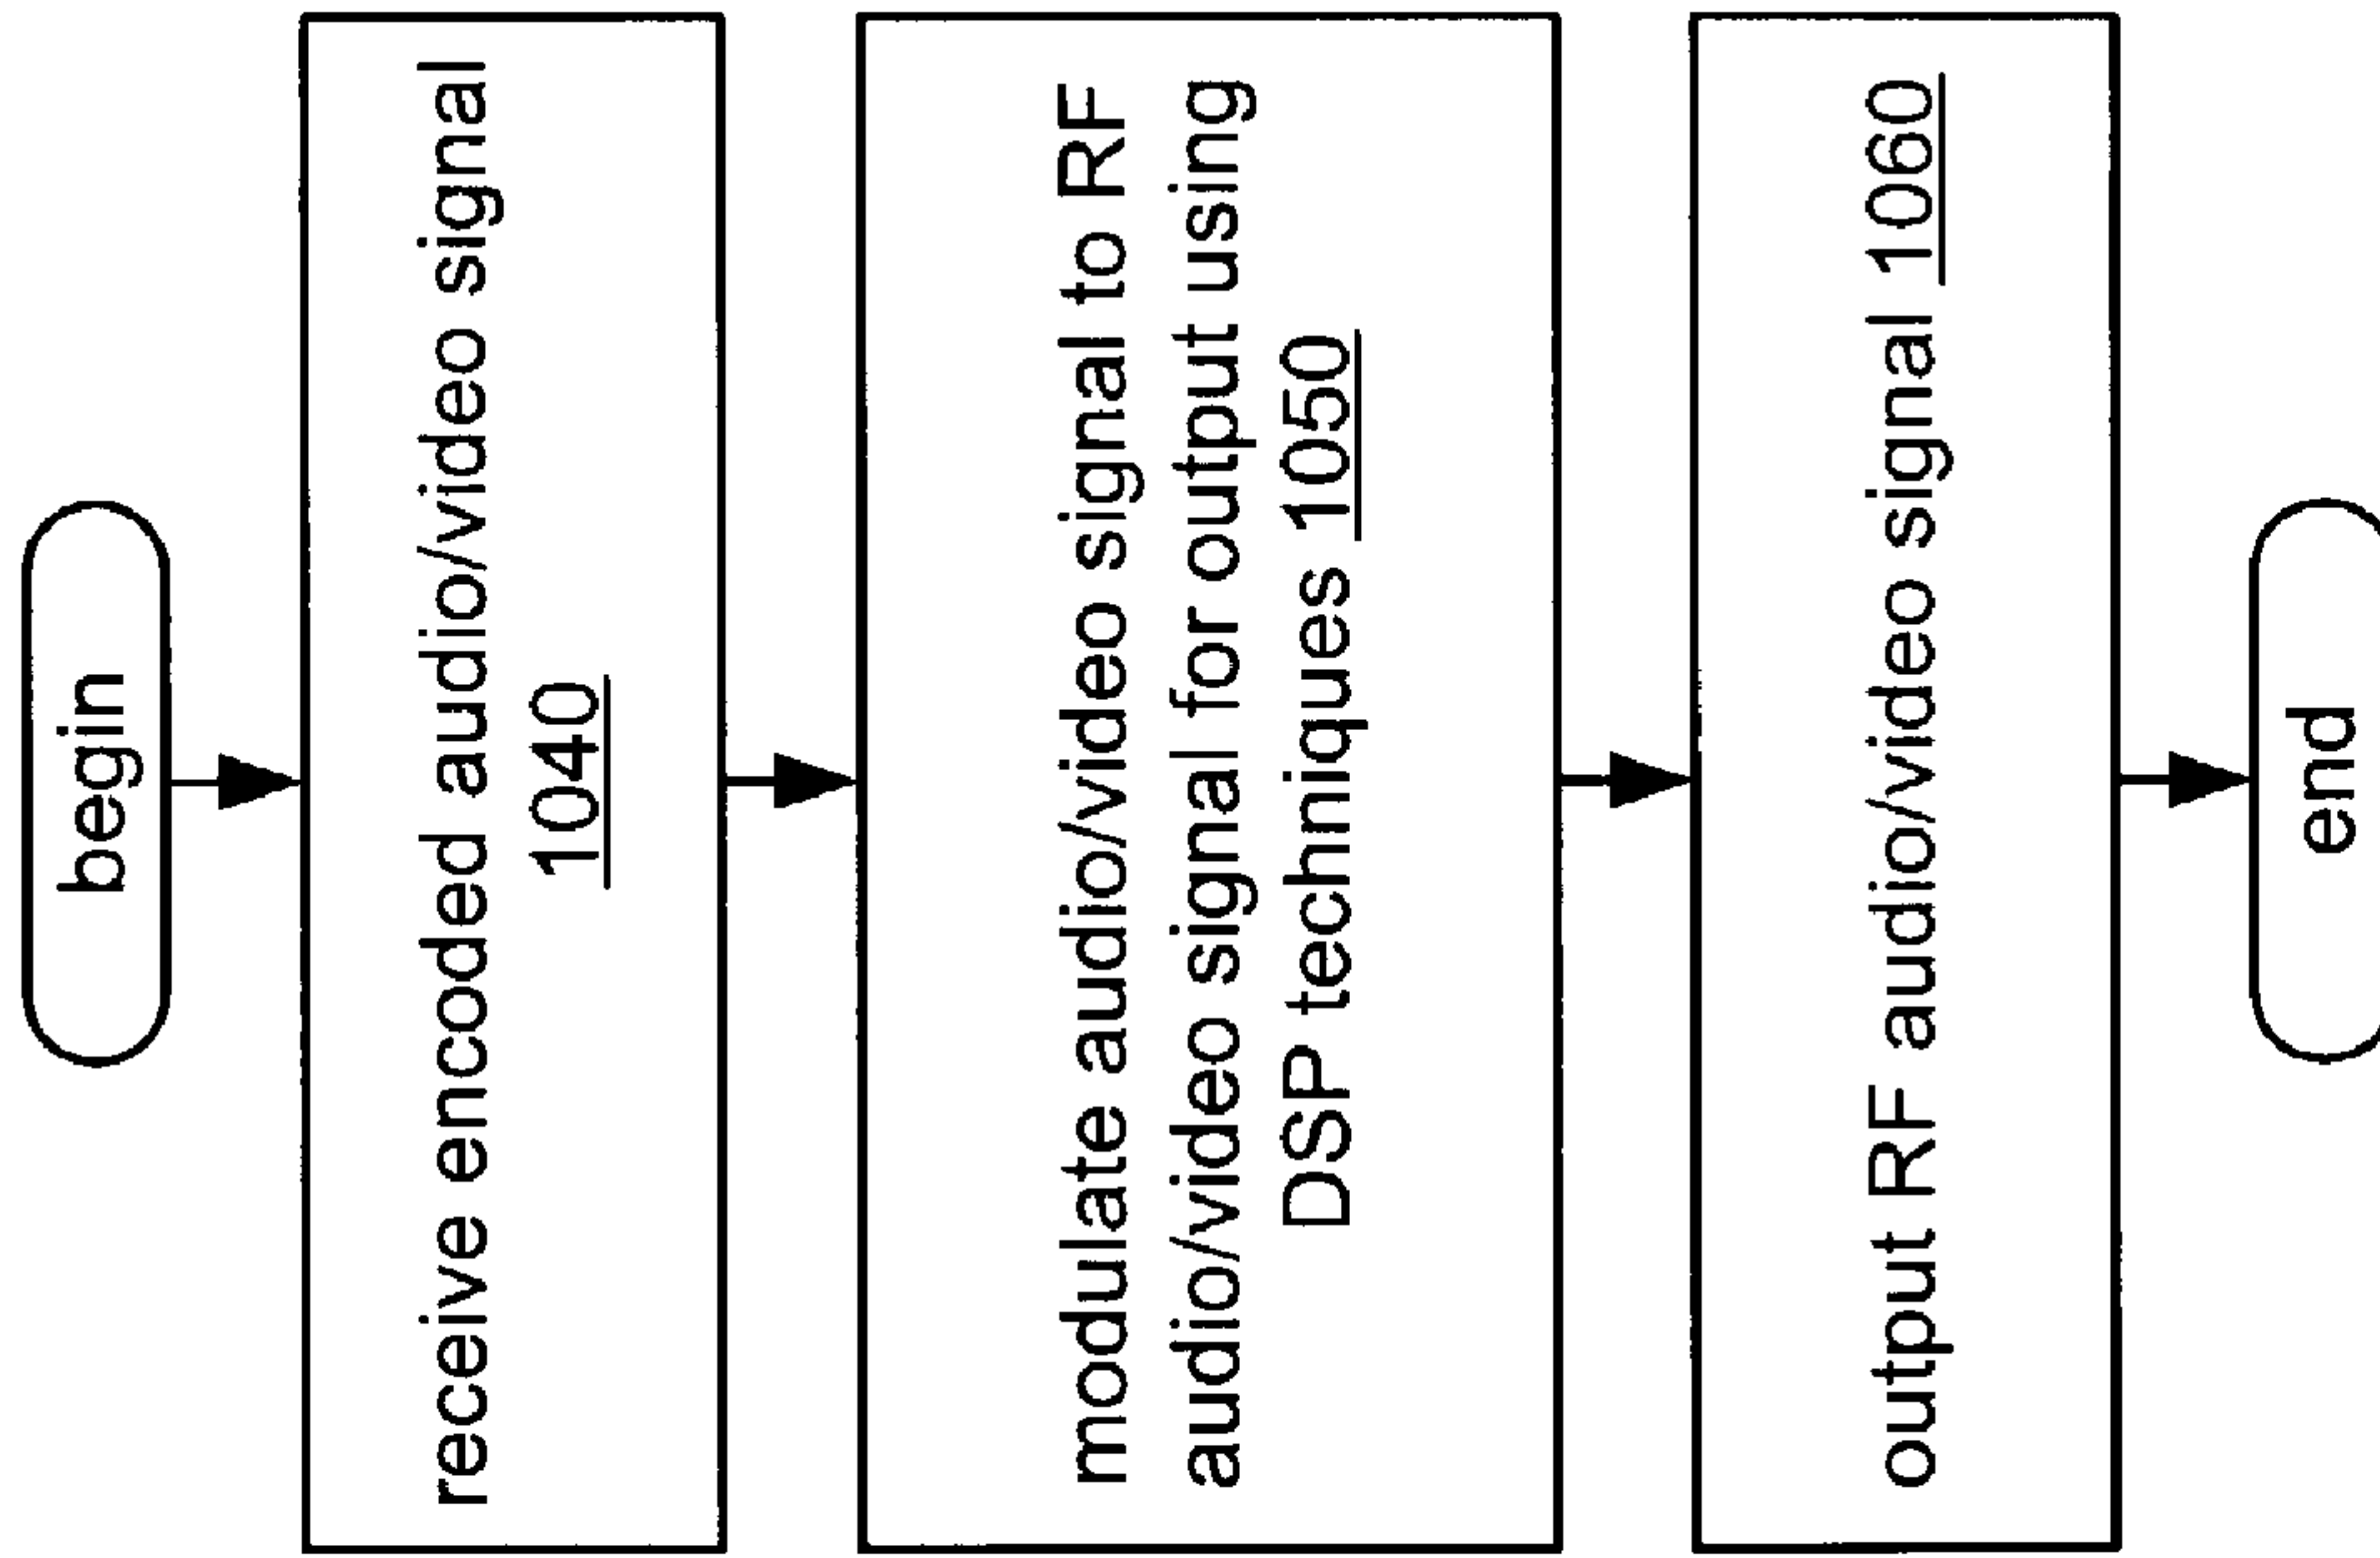 begin
receive encoded audio/video signal
1040
modulate audio/video signal to RF
audio/video signal for output using
DSP techniques 1050
output RF audio/video signal 1060
end